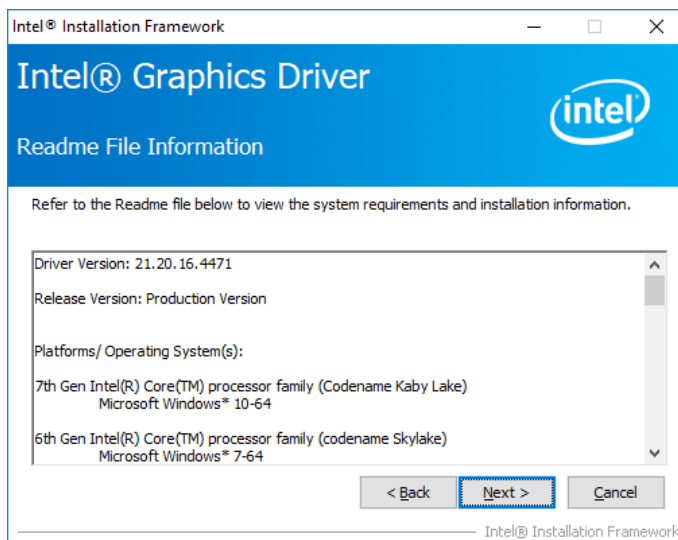 Intel® Installation Framework
Intel® Graphics Driver
intel
Readme File Information
Refer to the Readme file below to view the system requirements and installation information.
Driver Version: 21.20.16.4471
Release Version: Production Version
Platforms/ Operating System(s):
7th Gen Intel(R) Core(TM) processor family (Codename Kaby Lake)
Microsoft Windows* 10-64
6th Gen Intel(R) Core(TM) processor family (codename Skylake)
Microsoft Windows* 7-64
< Back Next > Cancel
Intel® Installation Framework